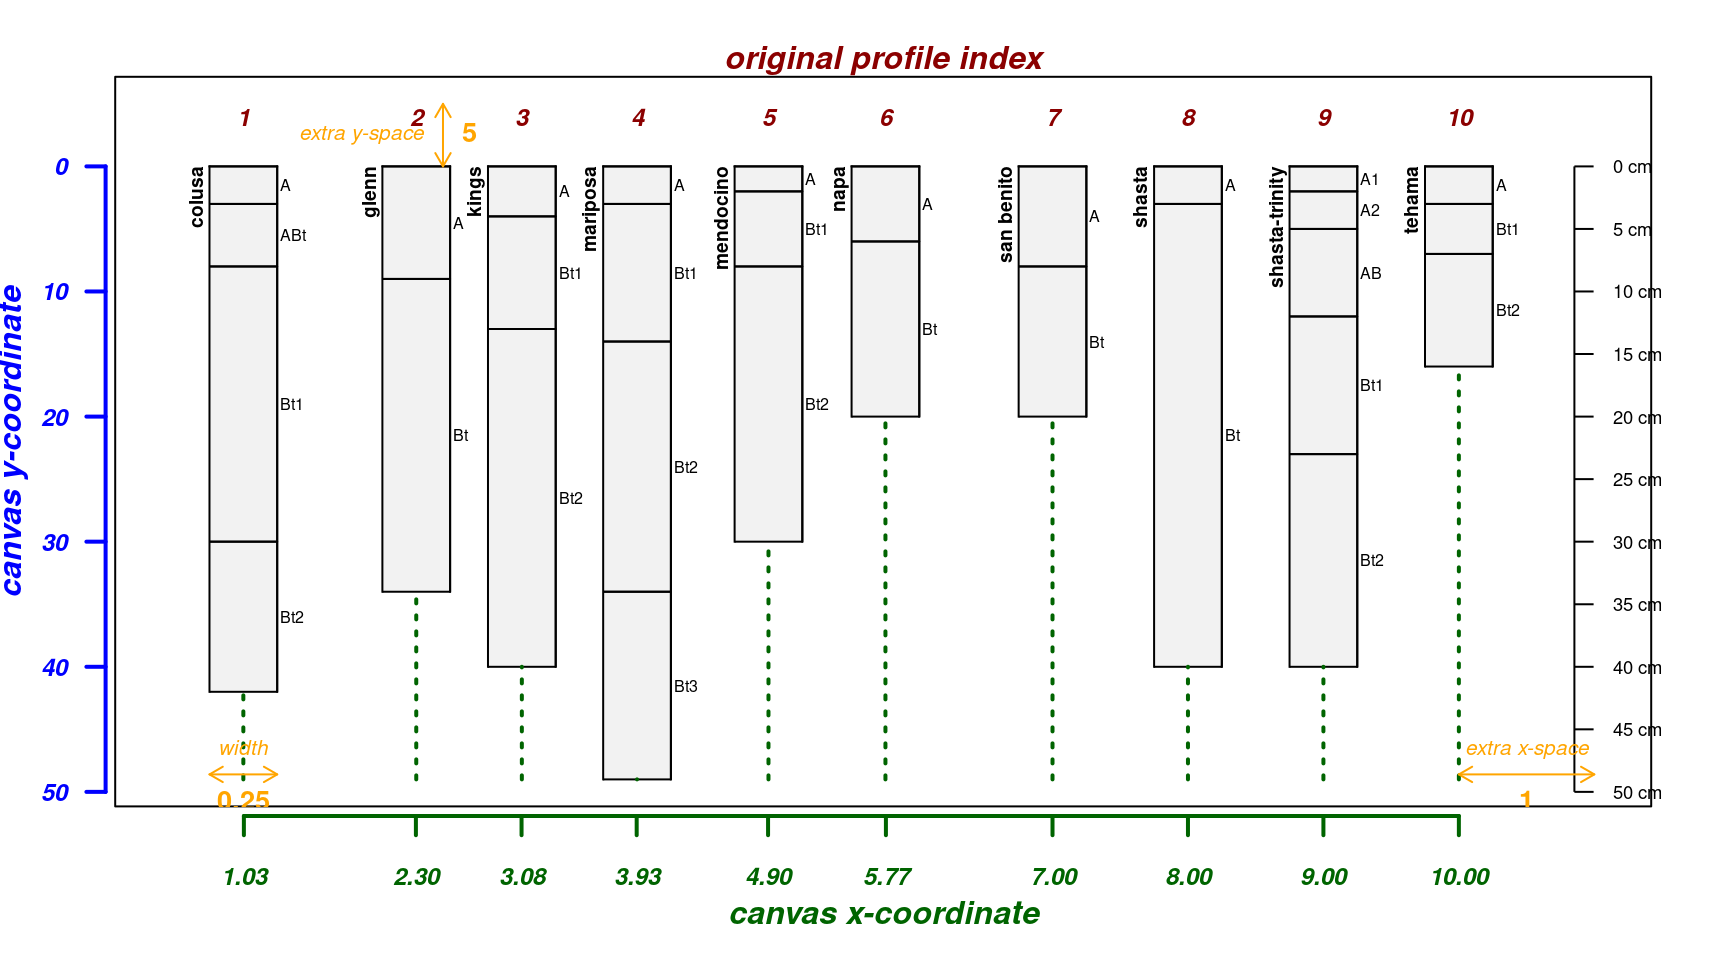 original profile index
1 2 3 4 5 6 7 8 9 10
extra y-space 5
canvas y-coordinate
0
10
20
30
40
50
colusa
A
ABt
Bt1
Bt2
glenn
A
Bt
kings
A
Bt1
Bt2
mariposa
A
Bt1
Bt2
Bt3
mendocino
A
Bt1
Bt2
napa
A
Bt
san benito
A
Bt
shasta
A
Bt
shasta-trinity
A1
A2
AB
Bt1
Bt2
tehama
A
Bt1
Bt2
0 cm
5 cm
10 cm
15 cm
20 cm
25 cm
30 cm
35 cm
40 cm
45 cm
50 cm
width
0.25
extra x-space
1
1.03 2.30 3.08 3.93 4.90 5.77 7.00 8.00 9.00 10.00
canvas x-coordinate